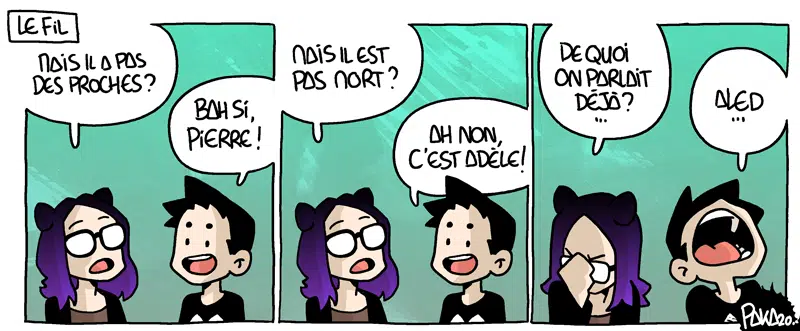 LE FIL
MAIS IL A PAS
DES PROCHES ?
BAH SI,
PIERRE !
MAIS IL EST
PAS MORT ?
AH NON,
C'EST ADÈLE !
DE QUOI
ON PARLAIT
DÉJÀ ?
...
ALED
...
PAKA20.